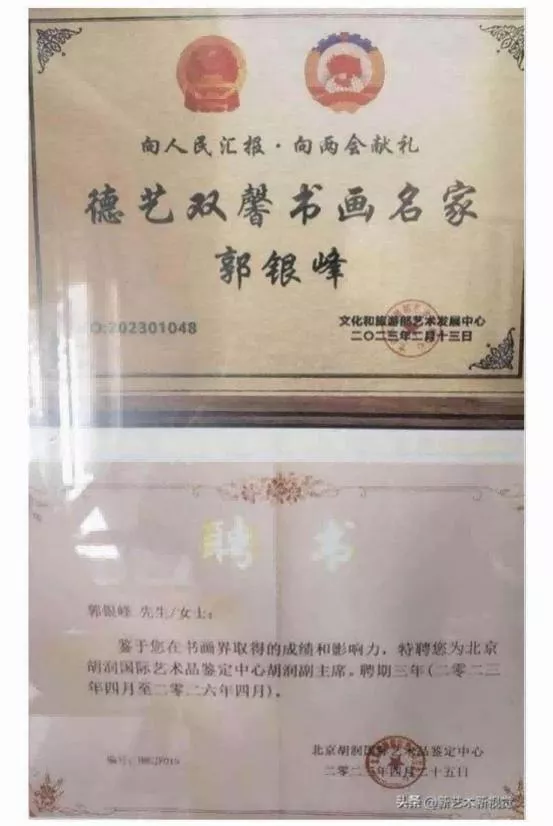 向人民汇报·向两会献礼
德艺双馨书画名家
郭银峰
NO:202301048
文化和旅游部艺术发展中心
二〇二三年二月十三日
聘 书
郭银峰 先生/女士:
鉴于您在书画界取得的成绩和影响力,特聘您为北京
胡润国际艺术品鉴定中心胡润副主席。聘期三年(二零二三
年四月至二零二六年四月)。
编号:
北京胡润国际艺术品鉴定中心
二零二三年四月二十五日
头条@新艺术新视觉